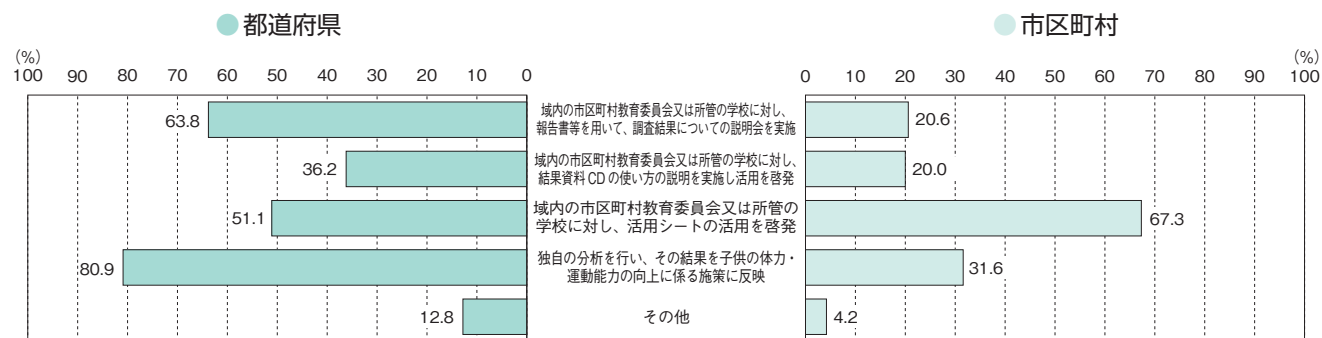 ●都道府県
●市区町村
(%)
100 90 80 70 60 50 40 30 20 10 0
(%)
0 10 20 30 40 50 60 70 80 90 100
63.8
域内の市区町村教育委員会又は所管の学校に対し、
報告書等を用いて、調査結果についての説明会を実施
20.6
36.2
域内の市区町村教育委員会又は所管の学校に対し、
結果資料CDの使い方の説明を実施し活用を啓発
20.0
51.1
域内の市区町村教育委員会又は所管の
学校に対し、活用シートの活用を啓発
67.3
80.9
独自の分析を行い、その結果を子供の体力・
運動能力の向上に係る施策に反映
31.6
12.8
その他
4.2